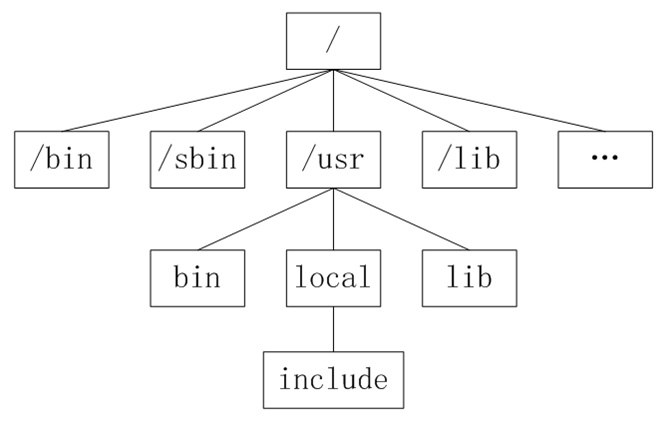 /
/bin /sbin /usr /lib ...
bin local lib
include